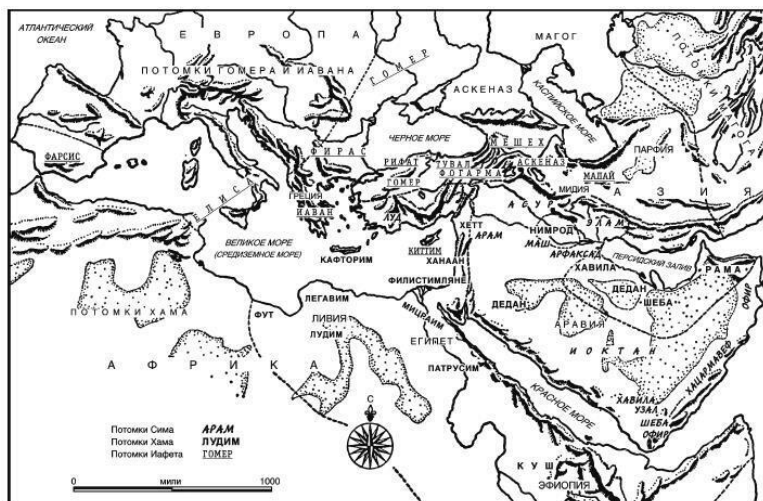 АТЛАНТИЧЕСКИЙ
ОКЕАН
ЕВРОПА
МАГОГ
ПОТОМКИ ГОМЕРА И ИАВАНА
ГОМЕР
АСКЕНАЗ
КАСПИЙСКОЕ МОРЕ
ЧЕРНОЕ МОРЕ
МЕШЕХ
ФИРАС
РИФАТ
ТУВАЛ
АСКЕНАЗ
ПАРФИЯ
ФАРСИС
ФОГАРМА
МАДАЙ
ГОМЕР
МИДИЯ
АЗИЯ
ЕЛИСА
ГРЕЦИЯ
ИАВАН
ЛУД
АССУР
ЕЛАМ
ХЕТТ
НИМРОД
ВЕЛИКОЕ МОРЕ
(СРЕДИЗЕМНОЕ МОРЕ)
КИТТИМ
АРАМ
МАШ
КАФТОРИМ
ХАНААН
АРФАКСАД
ХАВИЛА
ПЕРСИДСКИЙ ЗАЛИВ
РАМА
ФИЛИСТИМЛЯНЕ
ДЕДАН
ДЕДАН
ШЕБА
ОФИР
ПОТОМКИ ХАМА
ФУТ
ЛЕГАВИМ
МИЦРАИМ
АРАВИЯ
ЛИВИЯ
ЛУДИМ
ЕГИПЕТ
ИОКТАН
АФРИКА
ПАТРУСИМ
ХАЦАРМАВЕФ
КРАСНОЕ МОРЕ
ХАВИЛА
УЗАЛ
ШЕБА
ОФИР
С
Потомки Сима АРАМ
Потомки Хама ЛУДИМ
Потомки Иафета ГОМЕР
КУШ
ЭФИОПИЯ
мили
0 1000